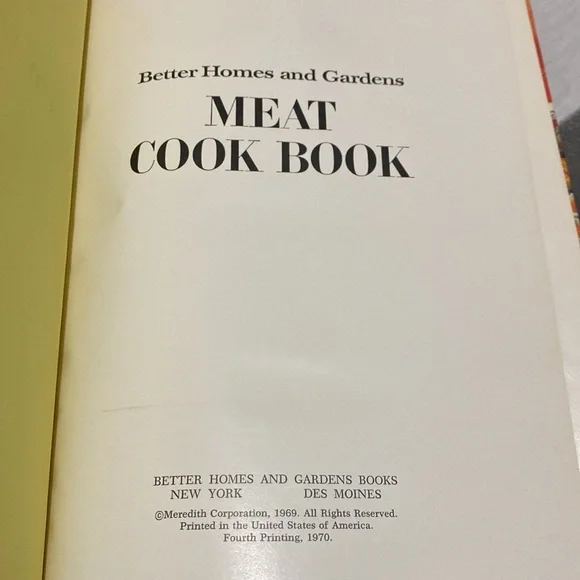 Better Homes and Gardens
MEAT
COOK BOOK
BETTER HOMES AND GARDENS BOOKS
NEW YORK DES MOINES
©Meredith Corporation, 1969. All Rights Reserved.
Printed in the United States of America.
Fourth Printing, 1970.